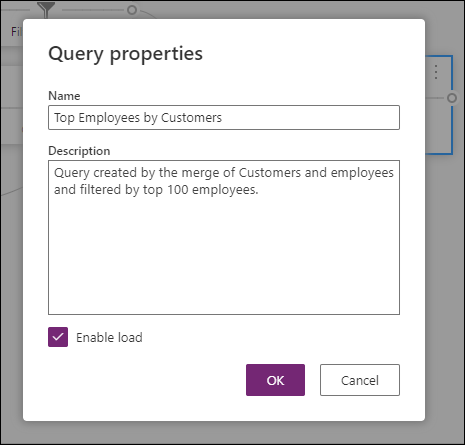 Fil
Query properties
Name
Top Employees by Customers
Description
Query created by the merge of Customers and employees
and filtered by top 100 employees.
Enable load
OK
Cancel